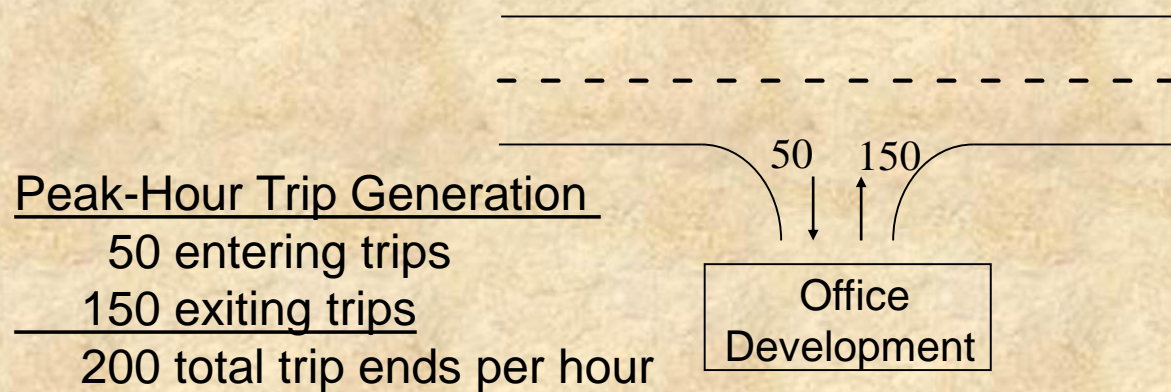 50 150
Peak-Hour Trip Generation
50 entering trips
150 exiting trips
200 total trip ends per hour
Office
Development